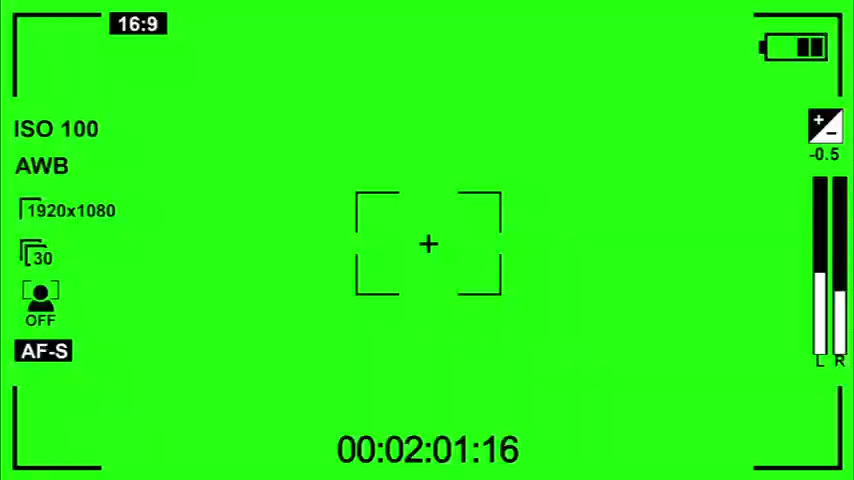 16:9
ISO 100
AWB
1920x1080
30
OFF
AF-S
+
-
-0.5
L R
00:02:01:16